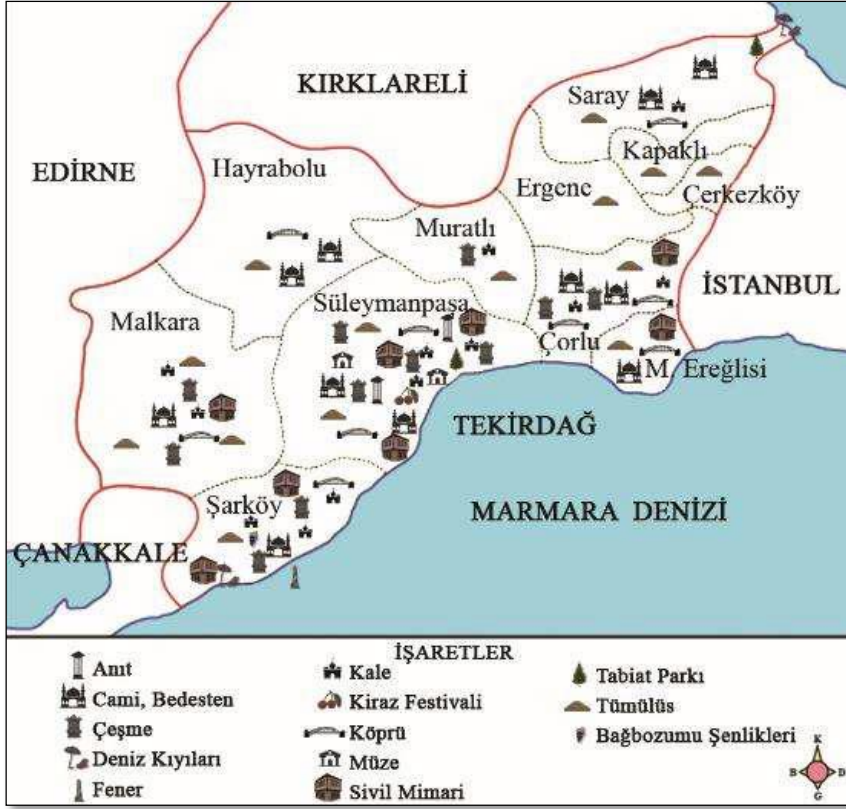 KIRKLARELİ
Saray
Kapaklı
EDİRNE
Hayrabolu
Ergene
Çerkezköy
Muratlı
İSTANBUL
Süleymanpaşa
Malkara
Çorlu
M. Ereğlisi
TEKİRDAĞ
Şarköy
MARMARA DENİZİ
ÇANAKKALE
İŞARETLER
Anıt
Cami, Bedesten
Çeşme
Deniz Kıyıları
Fener
Kale
Kiraz Festivali
Köprü
Müze
Sivil Mimari
Tabiat Parkı
Tümülüs
Bağbozumu Şenlikleri
K
B D
G